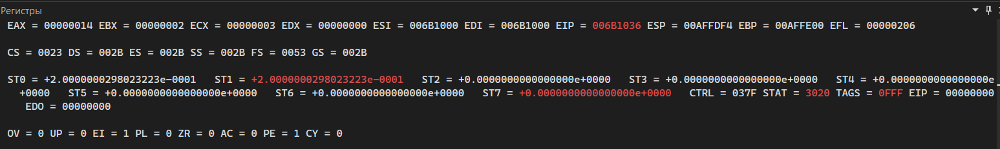 Регистры
EAX = 00000014 EBX = 00000002 ECX = 00000003 EDX = 00000000 ESI = 006B1000 EDI = 006B1000 EIP = 006B1036 ESP = 00AFFDF4 EBP = 00AFFE00 EFL = 00000206
CS = 0023 DS = 002B ES = 002B SS = 002B FS = 0053 GS = 002B
ST0 = +2.0000000298023223e-0001 ST1 = +2.0000000298023223e-0001 ST2 = +0.0000000000000000e+0000 ST3 = +0.0000000000000000e+0000 ST4 = +0.0000000000000000e
+0000 ST5 = +0.0000000000000000e+0000 ST6 = +0.0000000000000000e+0000 ST7 = +0.0000000000000000e+0000 CTRL = 037F STAT = 3020 TAGS = 0FFF EIP = 00000000
EDO = 00000000
OV = 0 UP = 0 EI = 1 PL = 0 ZR = 0 AC = 0 PE = 1 CY = 0